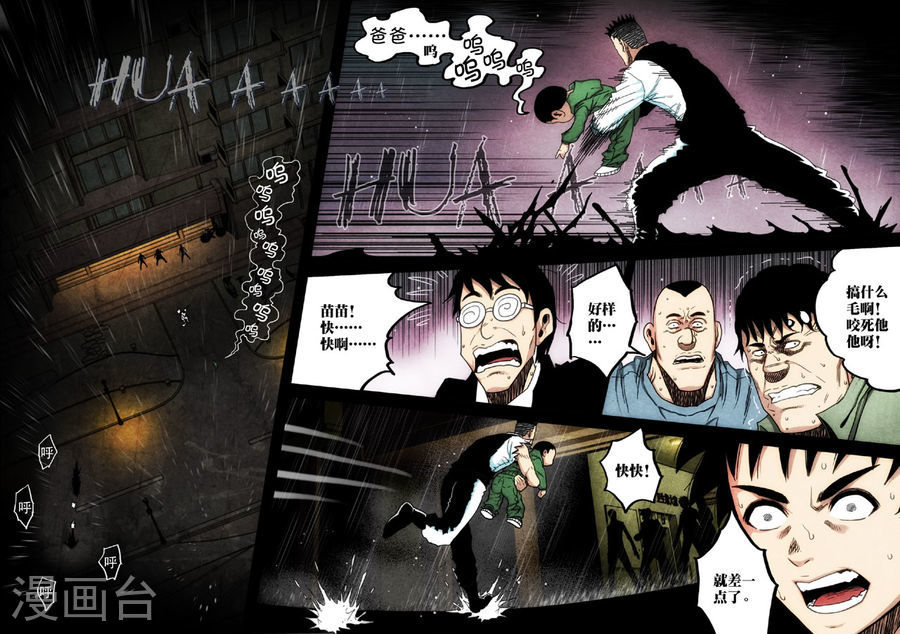 HUA A A A A A
呜
呜
呜
呜
呜
呜
呜
呜
呜
呼
呼
呼
呼
爸爸……
呜
呜
呜呜呜
HUA A A A A
苗苗！
快……
快啊……
好样
的…
…
搞什么
毛啊！
咬死他
他呀！
快快！
就差一
点了。
漫画台